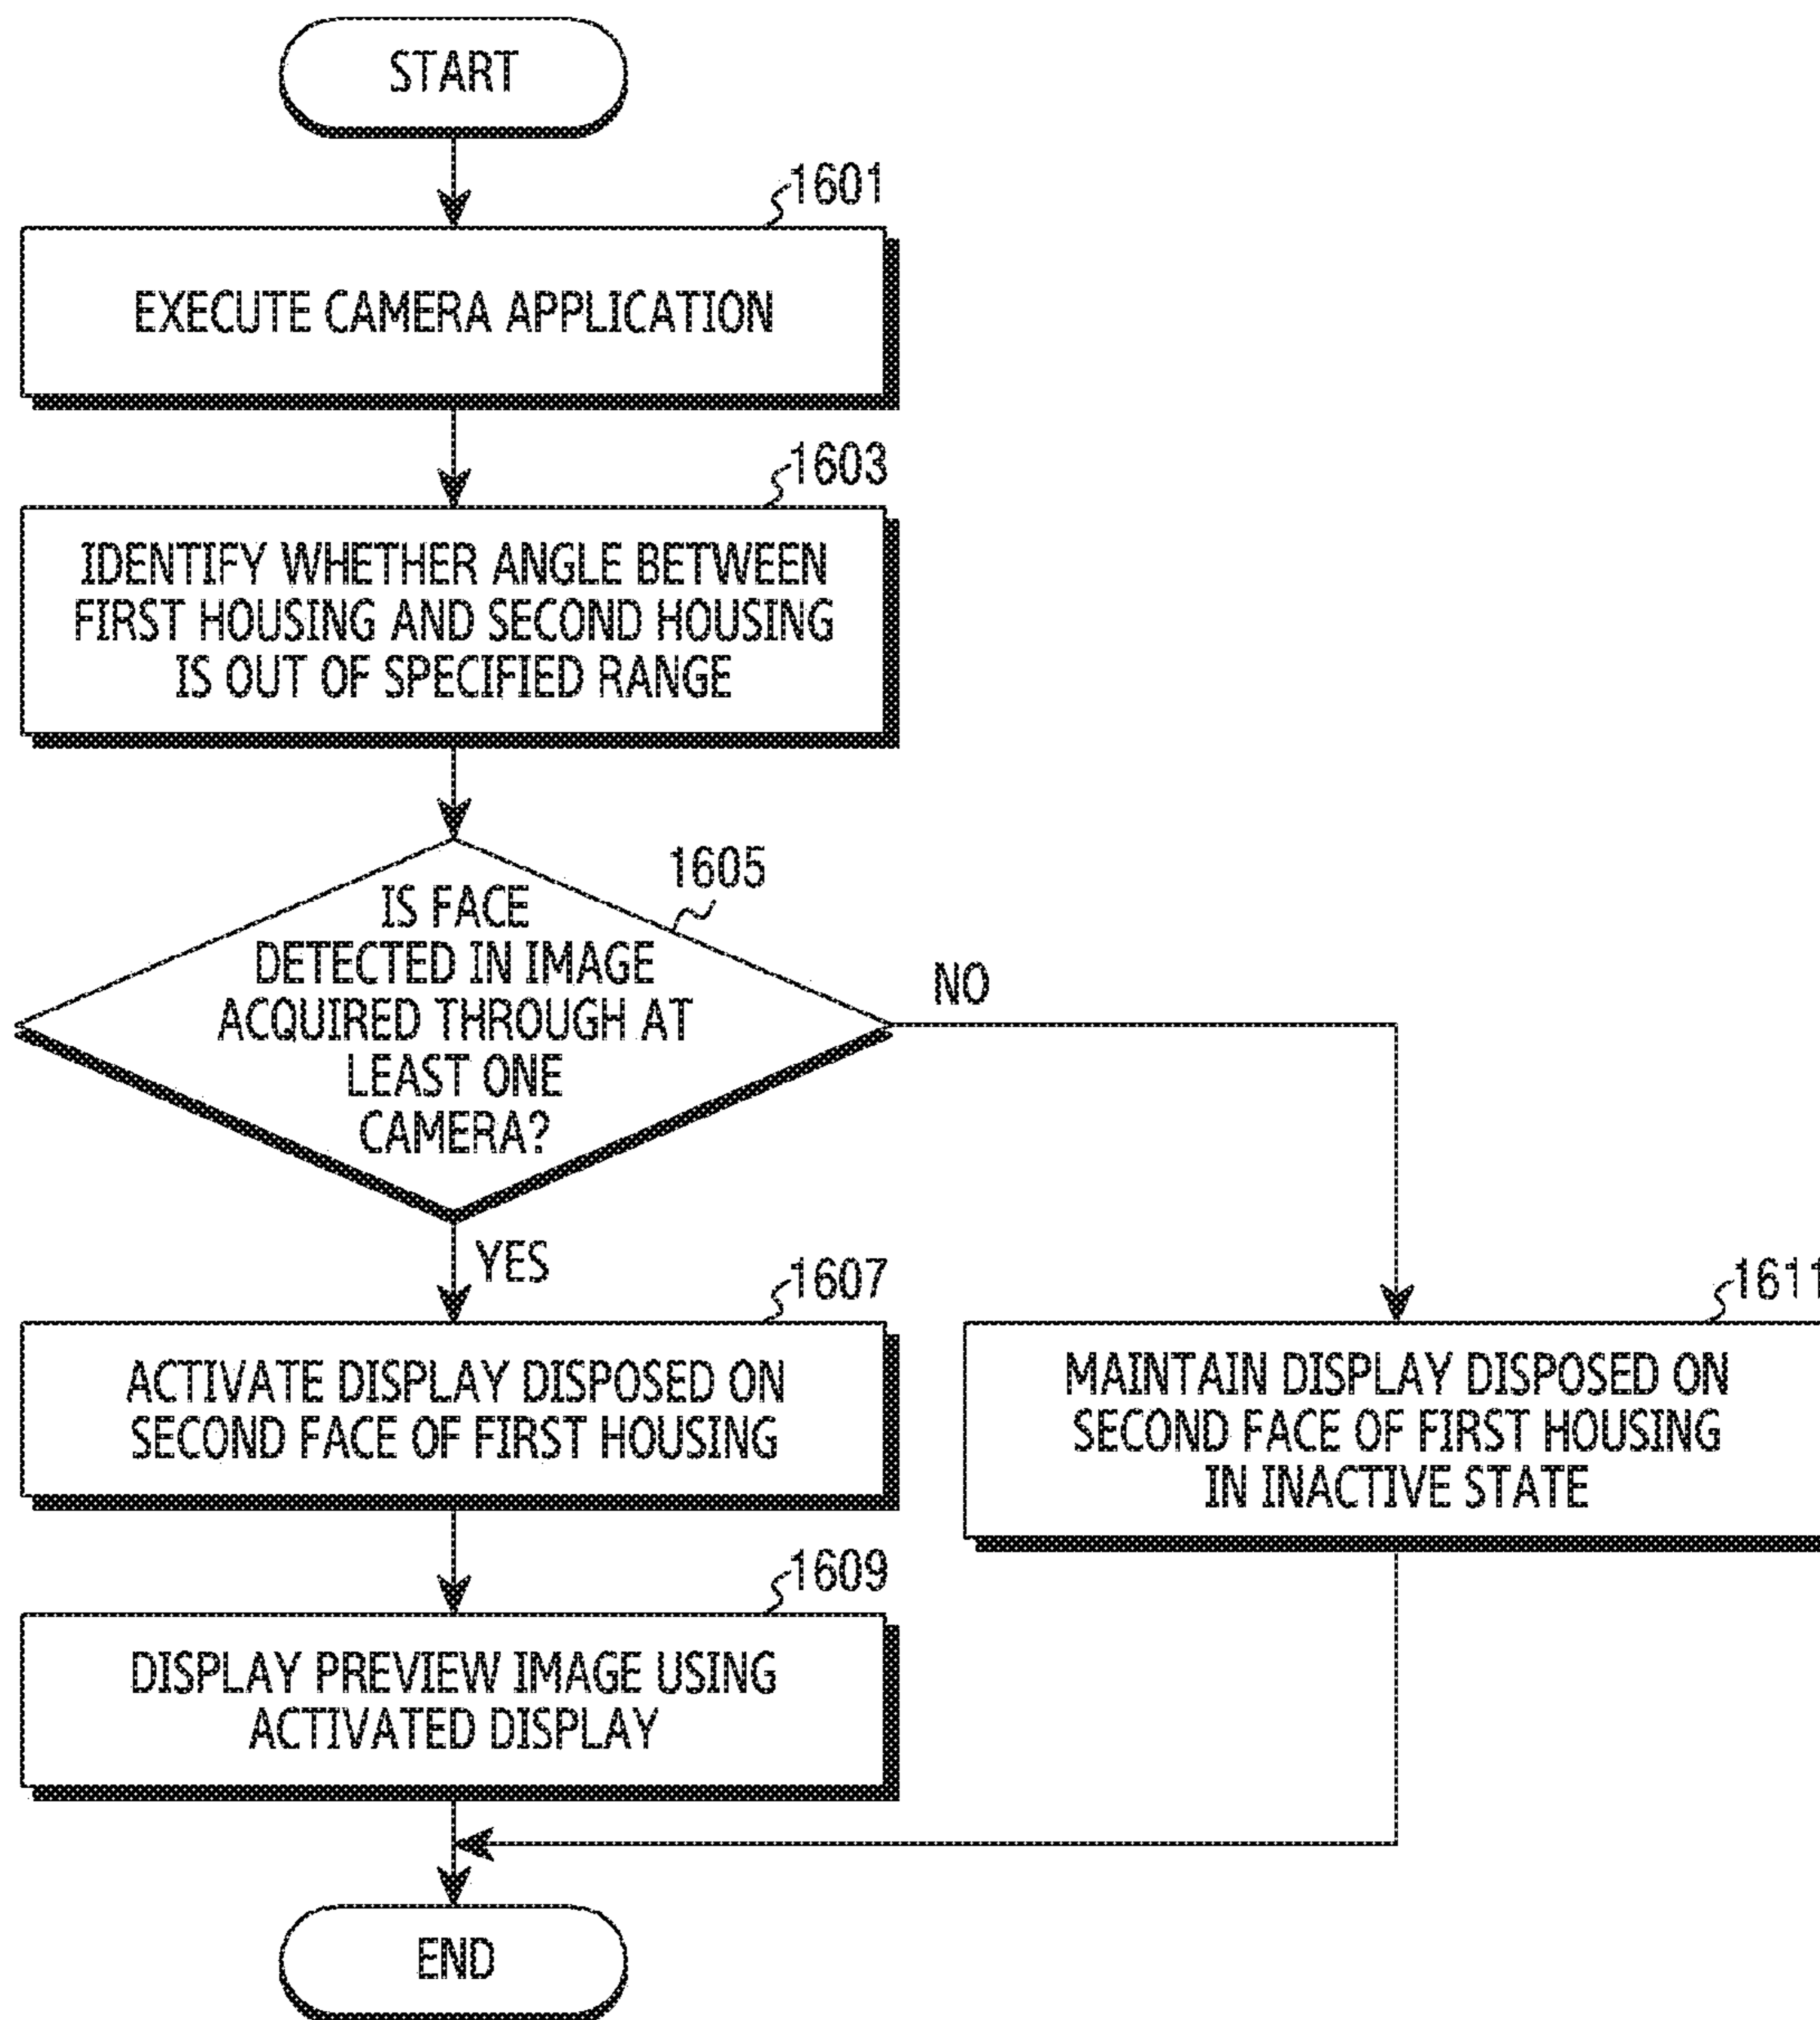 START
1601
EXECUTE CAMERA APPLICATION
1603
IDENTIFY WHETHER ANGLE BETWEEN
FIRST HOUSING AND SECOND HOUSING
IS OUT OF SPECIFIED RANGE
1605
IS FACE
DETECTED IN IMAGE
ACQUIRED THROUGH AT
LEAST ONE
CAMERA?
NO
YES
1607
ACTIVATE DISPLAY DISPOSED ON
SECOND FACE OF FIRST HOUSING
1611
MAINTAIN DISPLAY DISPOSED ON
SECOND FACE OF FIRST HOUSING
IN INACTIVE STATE
1609
DISPLAY PREVIEW IMAGE USING
ACTIVATED DISPLAY
END